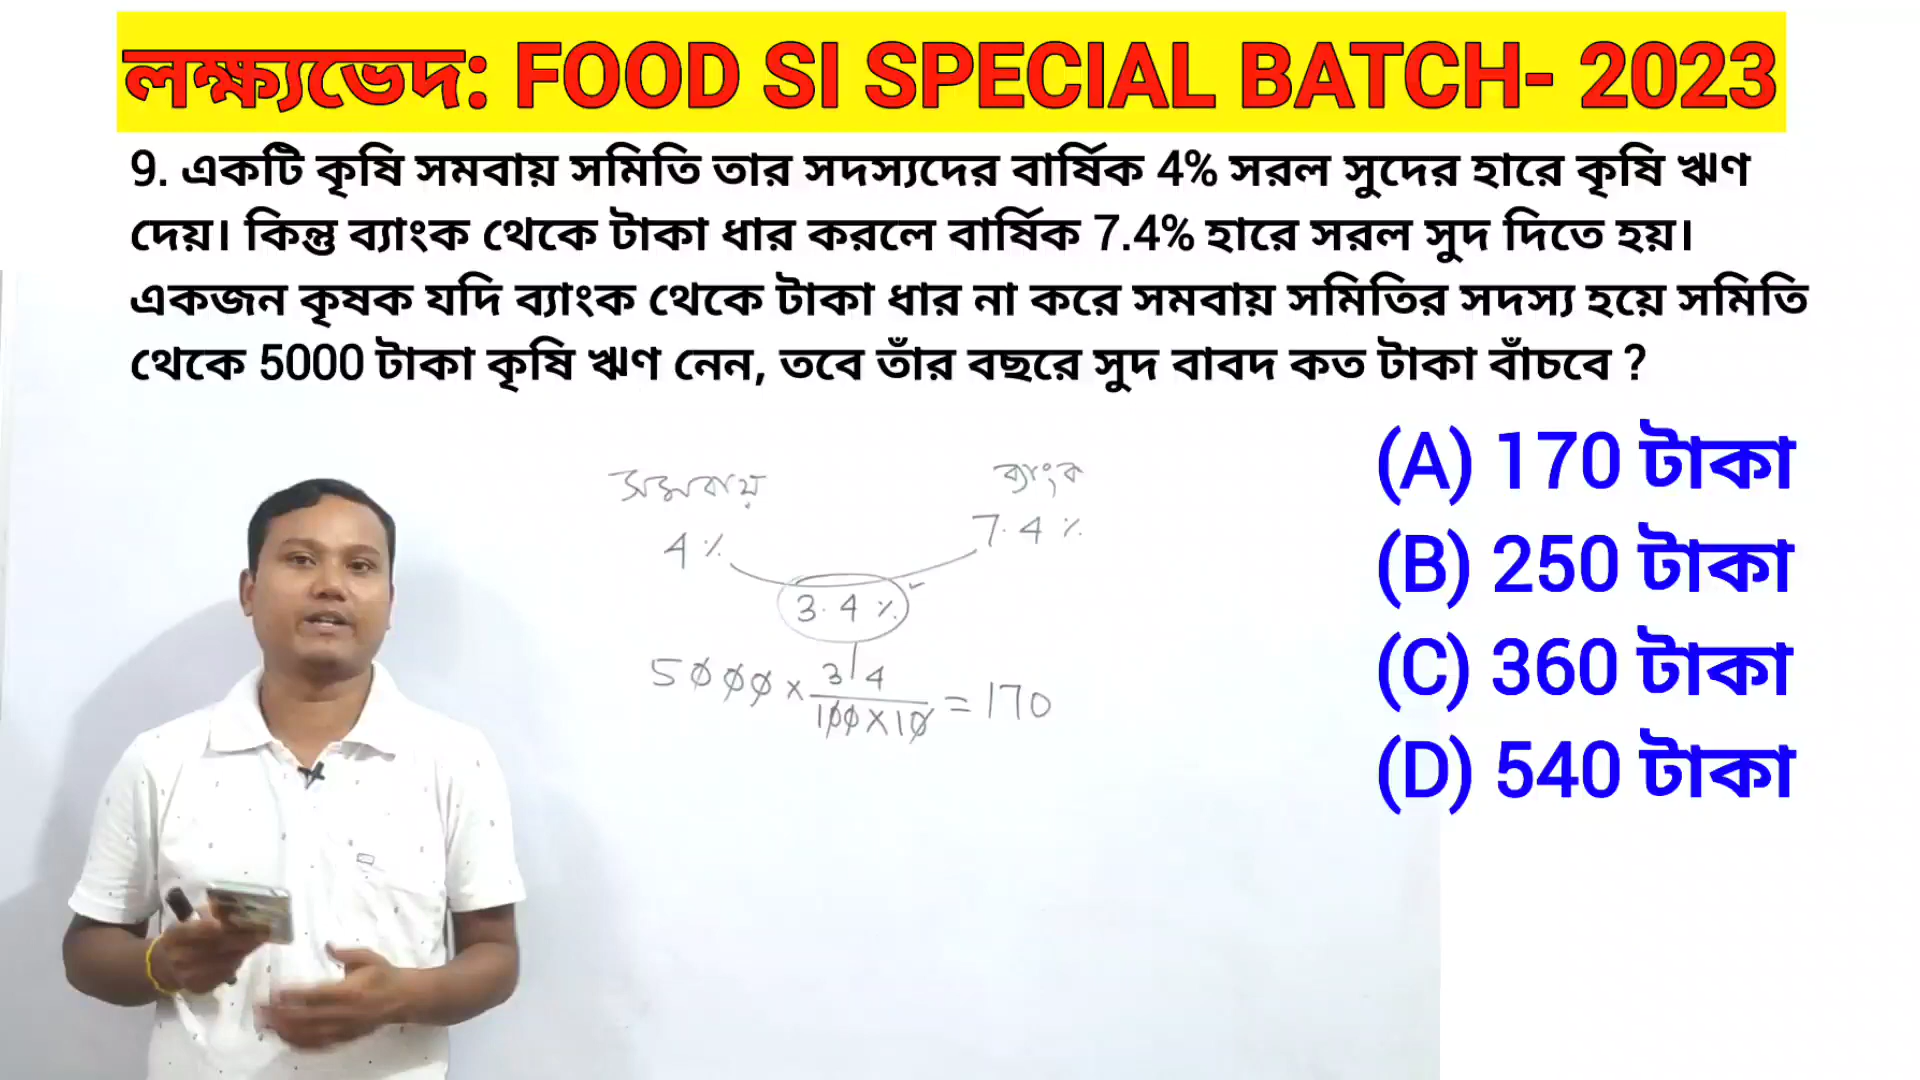 লক্ষ্যভেদ: FOOD SI SPECIAL BATCH- 2023
9. একটি কৃষি সমবায় সমিতি তার সদস্যদের বার্ষিক 4% সরল সুদের হারে কৃষি ঋণ
দেয়। কিন্তু ব্যাংক থেকে টাকা ধার করলে বার্ষিক 7.4% হারে সরল সুদ দিতে হয়।
একজন কৃষক যদি ব্যাংক থেকে টাকা ধার না করে সমবায় সমিতির সদস্য হয়ে সমিতি
থেকে 5000 টাকা কৃষি ঋণ নেন, তবে তাঁর বছরে সুদ বাবদ কত টাকা বাঁচবে ?
(A) 170 টাকা
(B) 250 টাকা
(C) 360 টাকা
(D) 540 টাকা
সমবায় ব্যাংক
4% 7.4%
3.4%
34
5000 × ─── = 170
100×10